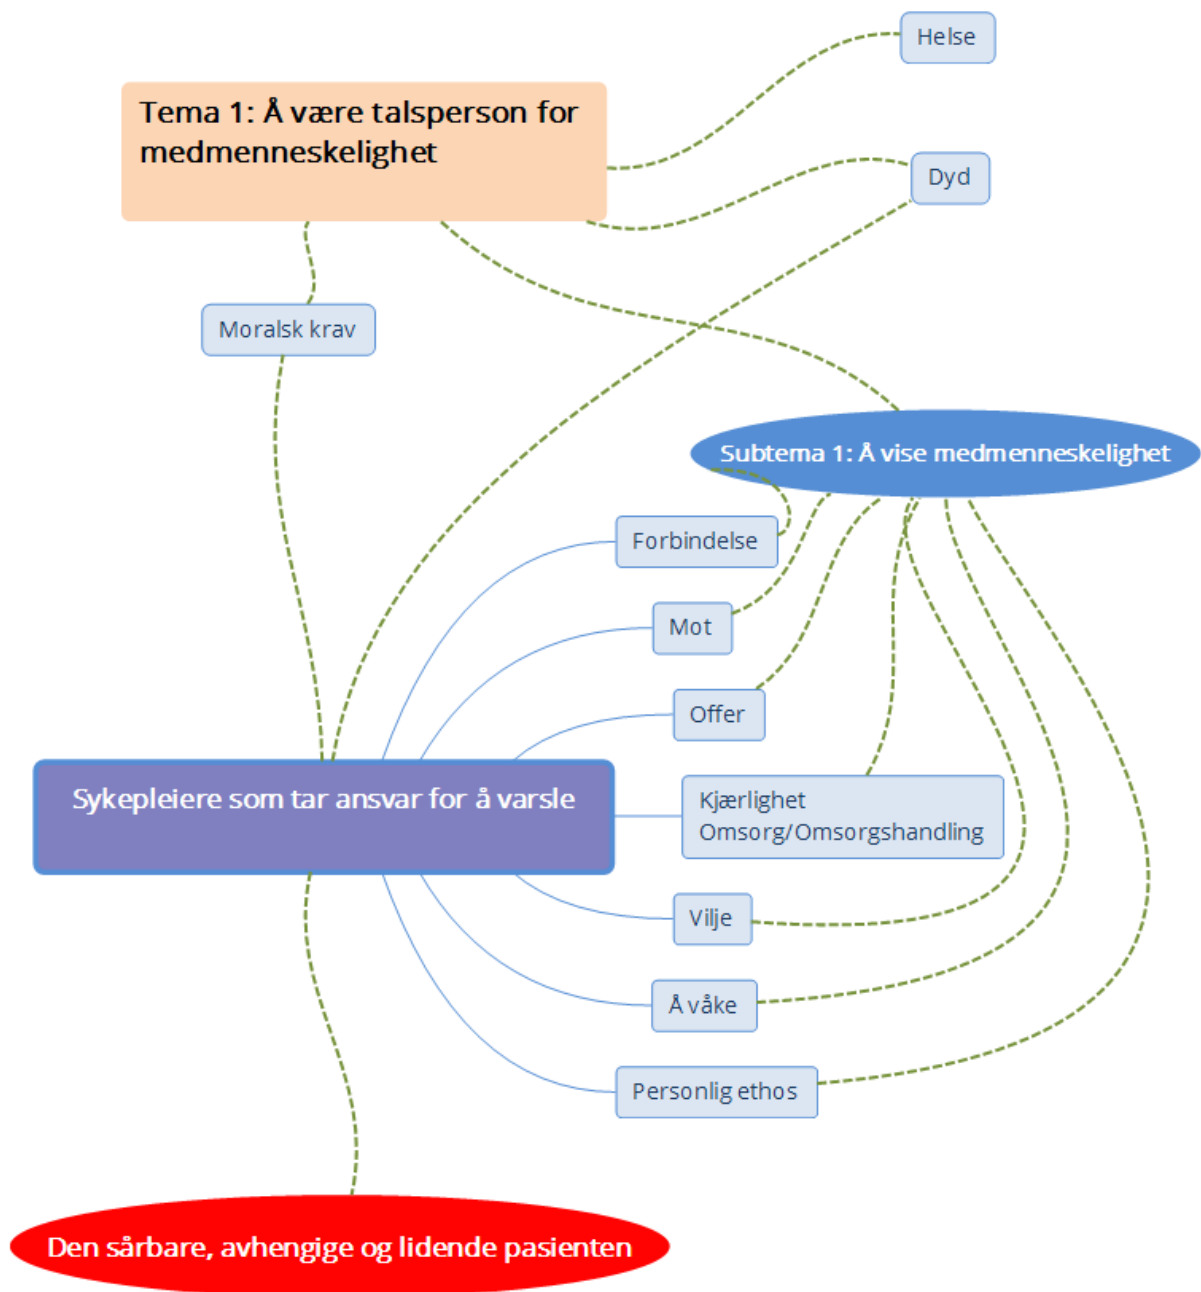 Helse
Tema 1: Å være talsperson for
medmenneskelighet
Dyd
Moralsk krav
Subtema 1: Å vise medmenneskelighet
Forbindelse
Mot
Offer
Sykepleiere som tar ansvar for å varsle
Kjærlighet
Omsorg/Omsorgshandling
Vilje
Å våke
Personlig ethos
Den sårbare, avhengige og lidende pasienten